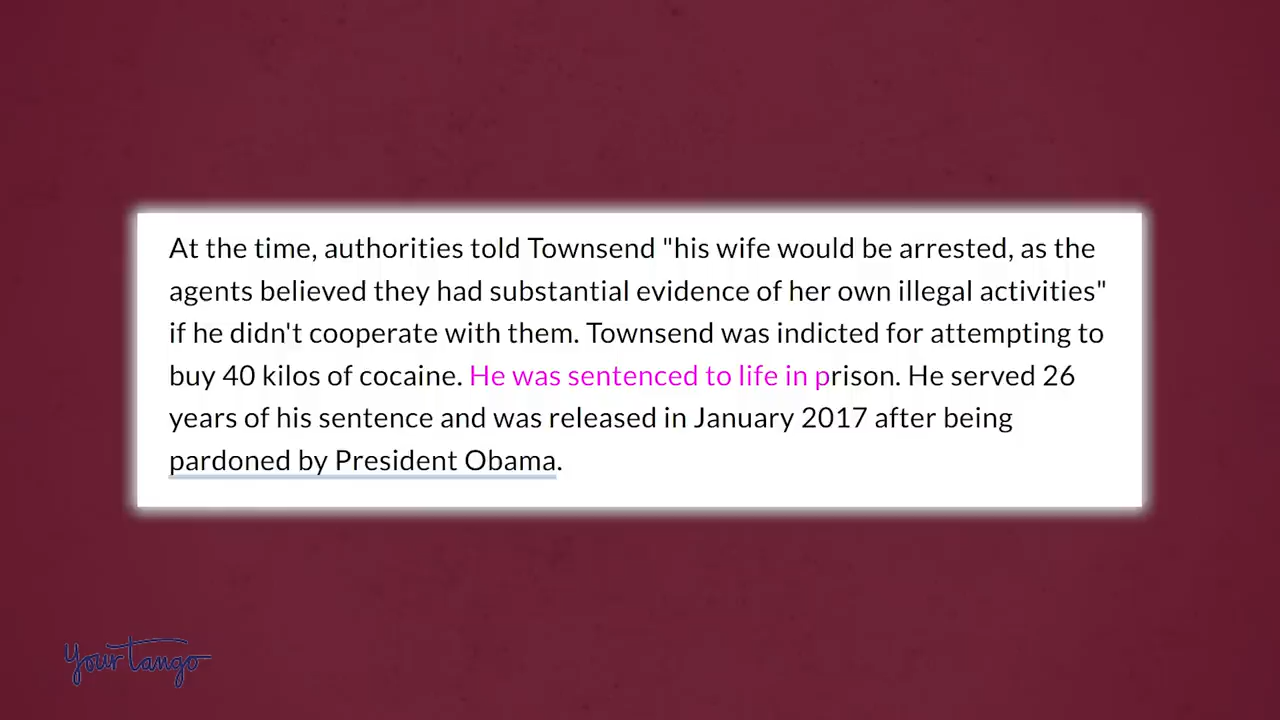 At the time, authorities told Townsend "his wife would be arrested, as the
agents believed they had substantial evidence of her own illegal activities"
if he didn't cooperate with them. Townsend was indicted for attempting to
buy 40 kilos of cocaine. He was sentenced to life in prison. He served 26
years of his sentence and was released in January 2017 after being
pardoned by President Obama.
Yourtango